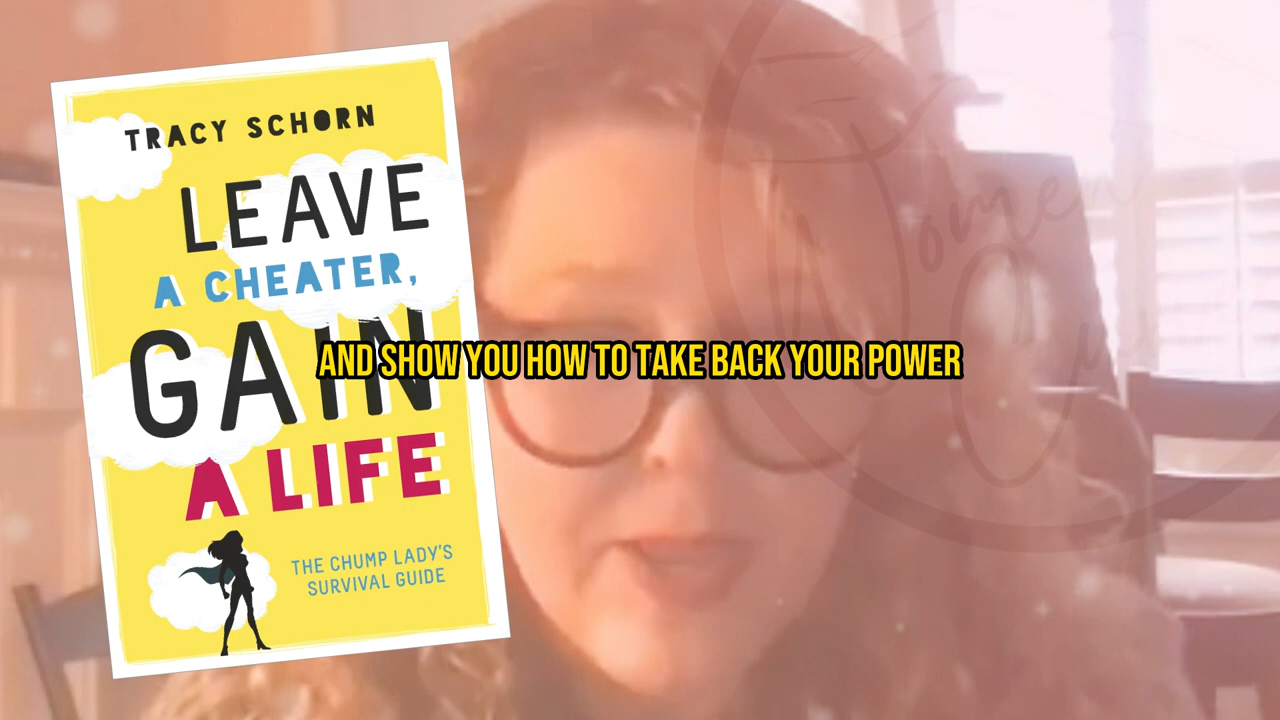 TRACY SCHORN
LEAVE
A CHEATER,
GAIN
A LIFE
THE CHUMP LADY'S
SURVIVAL GUIDE
AND SHOW YOU HOW TO TAKE BACK YOUR POWER
Women